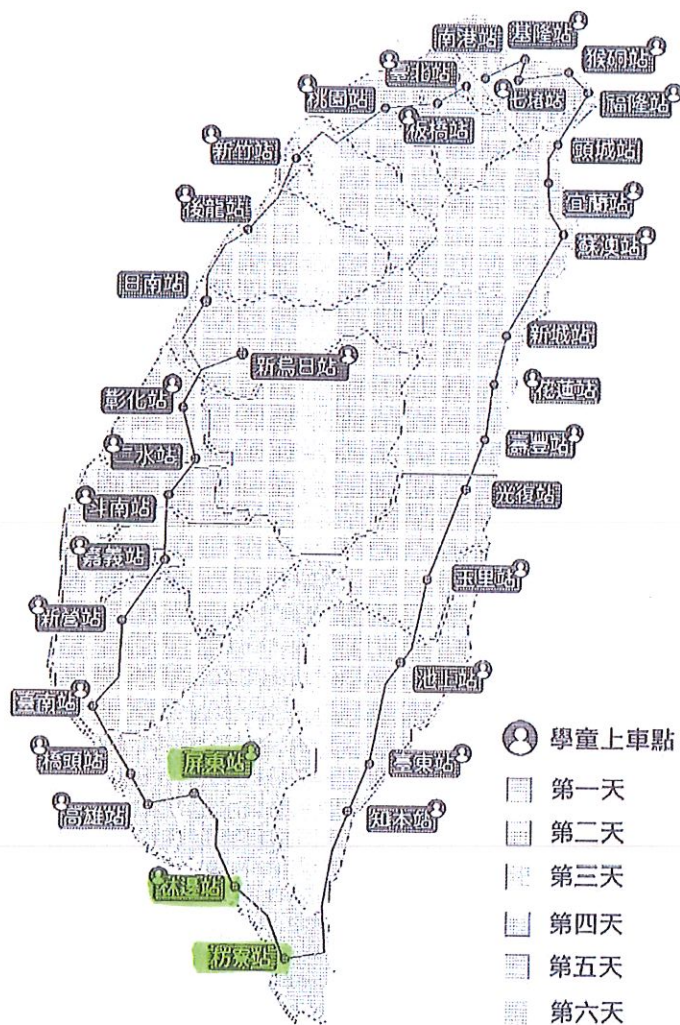 南港站
基隆站
猴硐站
臺北站
七堵站
福隆站
桃園站
板橋站
頭城站
新竹站
宜蘭站
後龍站
蘇澳站
日南站
新城站
新烏日站
花蓮站
彰化站
壽豐站
二水站
光復站
斗南站
嘉義站
玉里站
新營站
池上站
臺南站
學童上車點
屏東站
臺東站
橋頭站
第一天
高雄站
知本站
第二天
第三天
林邊站
第四天
枋寮站
第五天
第六天